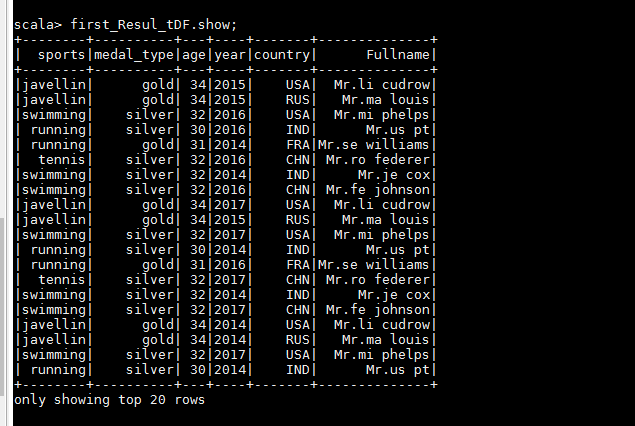 scala> first_Resul_tDF.show;
+--------+----------+---+----+-------+--------------+
|  sports|medal_type|age|year|country|      Fullname|
+--------+----------+---+----+-------+--------------+
|javellin|      gold| 34|2015|    USA|  Mr.li cudrow|
|javellin|      gold| 34|2015|    RUS|   Mr.ma louis|
|swimming|    silver| 32|2016|    USA|  Mr.mi phelps|
| running|    silver| 30|2016|    IND|      Mr.us pt|
| running|      gold| 31|2014|    FRA|Mr.se williams|
|  tennis|    silver| 32|2016|    CHN| Mr.ro federer|
|swimming|    silver| 32|2014|    IND|     Mr.je cox|
|swimming|    silver| 32|2016|    CHN| Mr.fe johnson|
|javellin|      gold| 34|2017|    USA|  Mr.li cudrow|
|javellin|      gold| 34|2015|    RUS|   Mr.ma louis|
|swimming|    silver| 32|2017|    USA|  Mr.mi phelps|
| running|    silver| 30|2014|    IND|      Mr.us pt|
| running|      gold| 31|2016|    FRA|Mr.se williams|
|  tennis|    silver| 32|2017|    CHN| Mr.ro federer|
|swimming|    silver| 32|2014|    IND|     Mr.je cox|
|swimming|    silver| 32|2017|    CHN| Mr.fe johnson|
|javellin|      gold| 34|2014|    USA|  Mr.li cudrow|
|javellin|      gold| 34|2014|    RUS|   Mr.ma louis|
|swimming|    silver| 32|2017|    USA|  Mr.mi phelps|
| running|    silver| 30|2014|    IND|      Mr.us pt|
+--------+----------+---+----+-------+--------------+
only showing top 20 rows